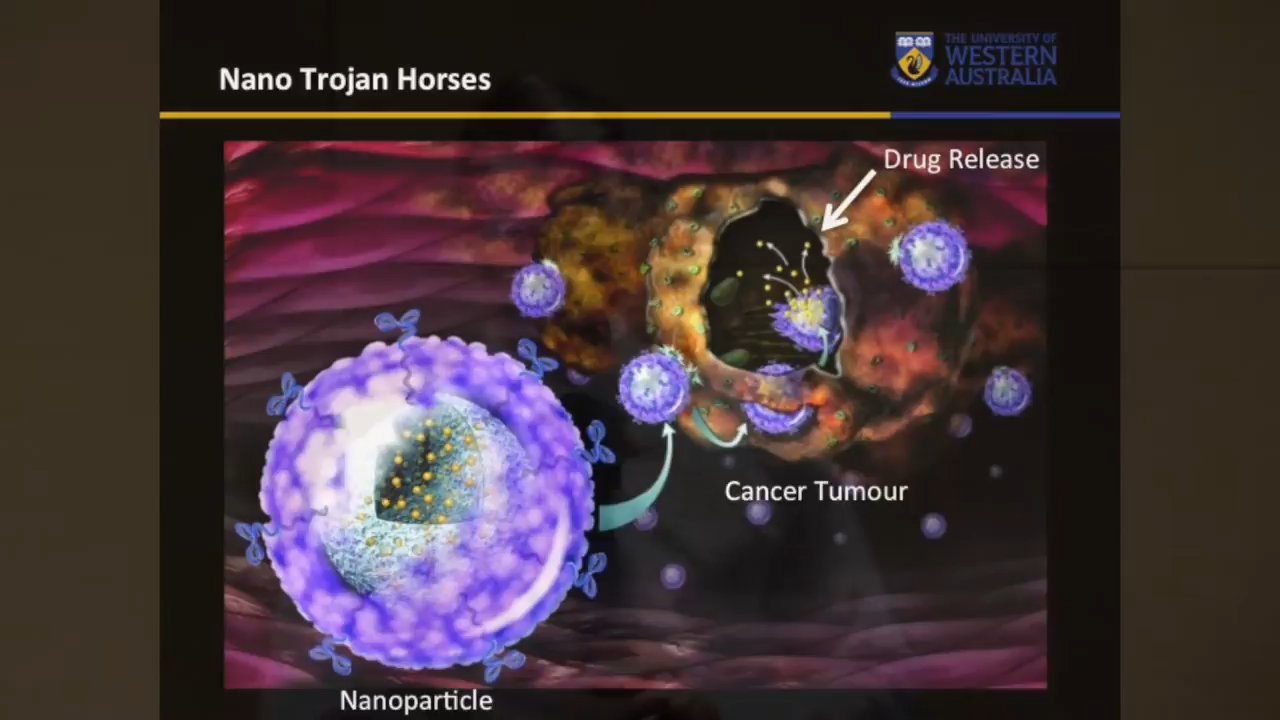 Nano Trojan Horses
THE UNIVERSITY OF
WESTERN
AUSTRALIA
Drug Release
Cancer Tumour
Nanoparticle